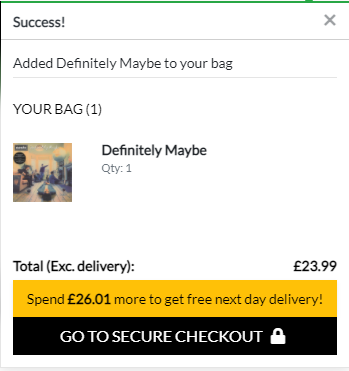 Success!
×
Added Definitely Maybe to your bag
YOUR BAG (1)
Definitely Maybe
Qty: 1
Total (Exc. delivery): £23.99
Spend £26.01 more to get free next day delivery!
GO TO SECURE CHECKOUT